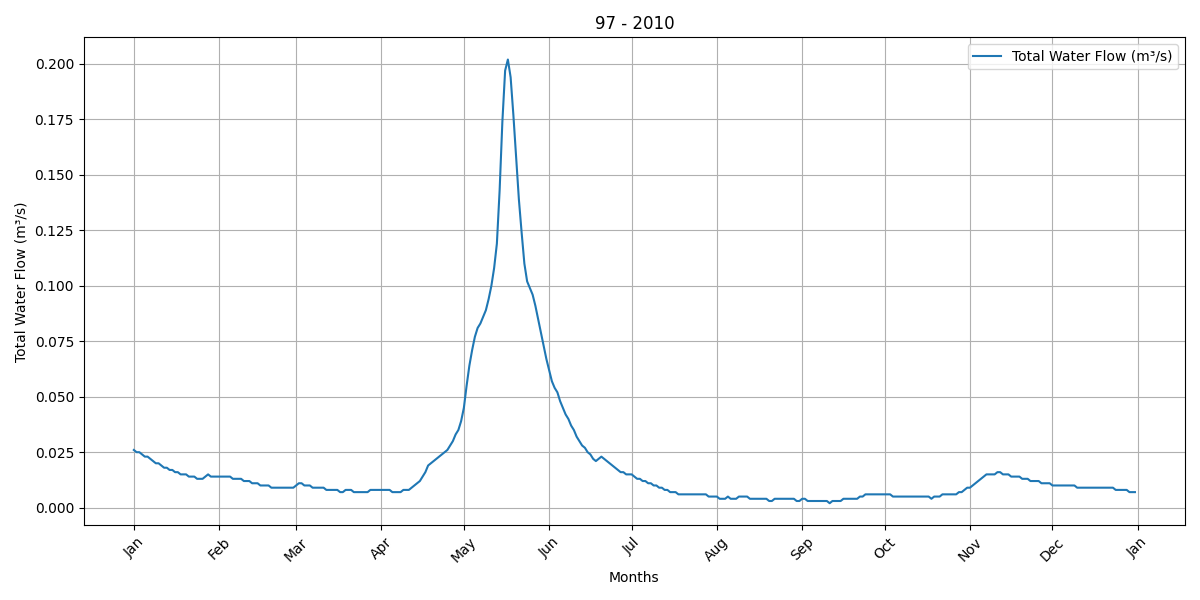 97 - 2010
Total Water Flow (m³/s)
Total Water Flow (m³/s)
0.200
0.175
0.150
0.125
0.100
0.075
0.050
0.025
0.000
Jan Feb Mar Apr May Jun Jul Aug Sep Oct Nov Dec Jan
Months